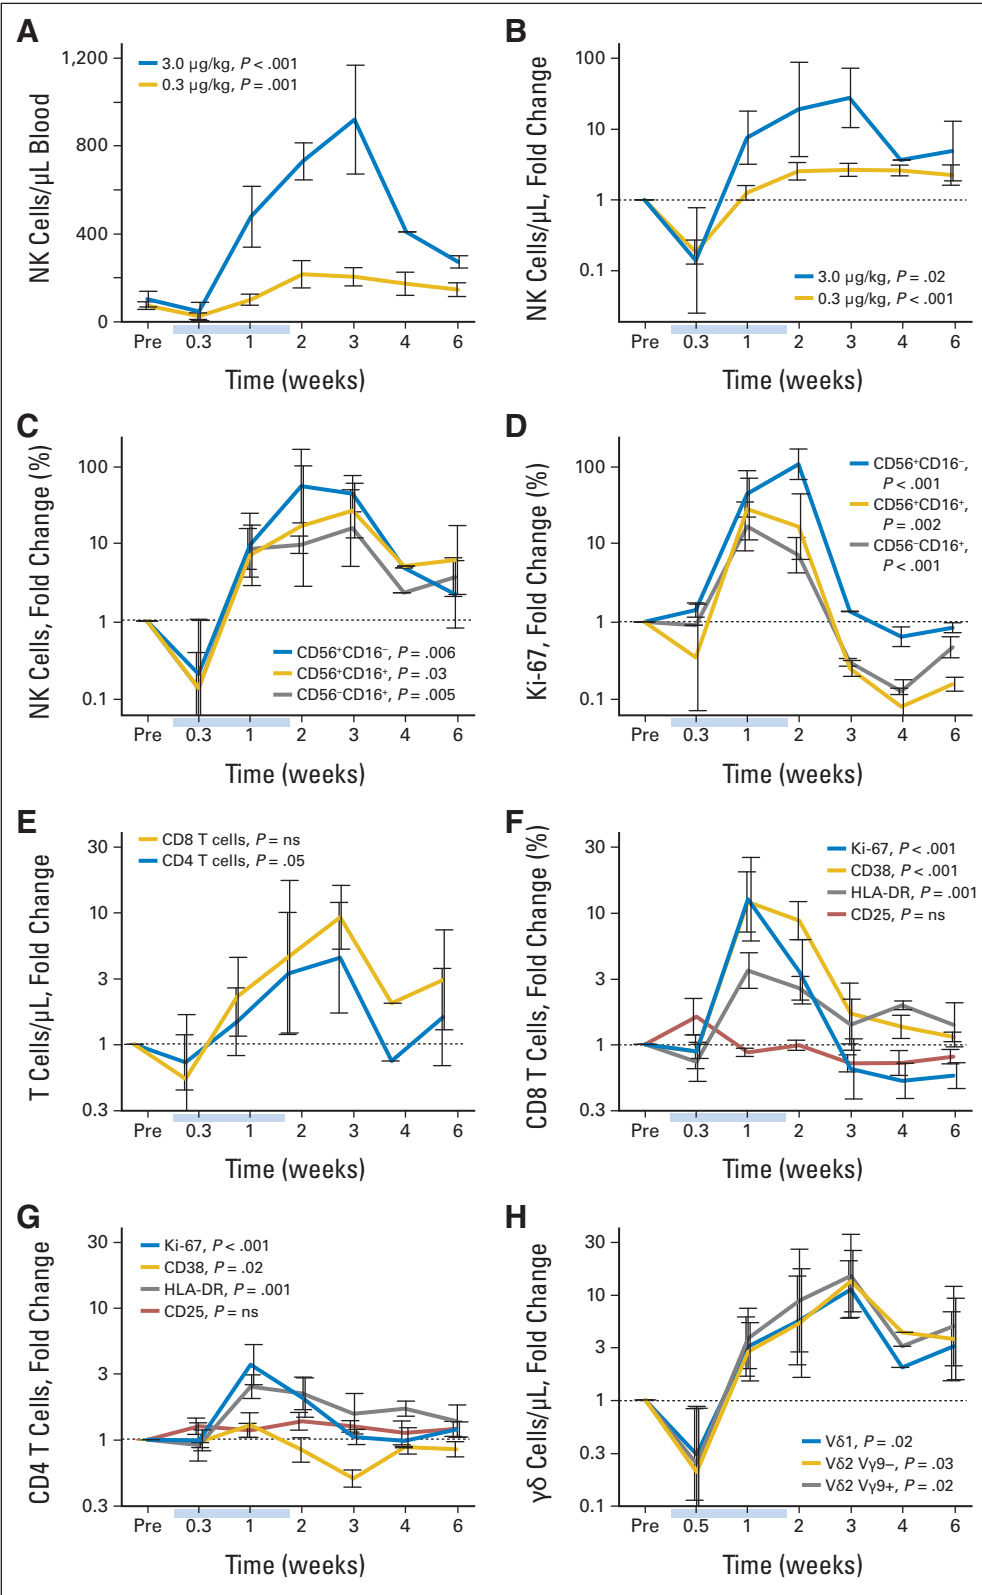 A
NK Cells/µL Blood
1,200
800
400
0
3.0 µg/kg, P < .001
0.3 µg/kg, P = .001
Pre 0.3 1 2 3 4 6
Time (weeks)
B
NK Cells/µL, Fold Change
100
10
1
0.1
3.0 µg/kg, P = .02
0.3 µg/kg, P < .001
Pre 0.3 1 2 3 4 6
Time (weeks)
C
NK Cells, Fold Change (%)
100
10
1
0.1
CD56⁺CD16⁻, P = .006
CD56⁺CD16⁺, P = .03
CD56⁻CD16⁺, P = .005
Pre 0.3 1 2 3 4 6
Time (weeks)
D
Ki-67, Fold Change (%)
100
10
1
0.1
CD56⁺CD16⁻,
P < .001
CD56⁺CD16⁺,
P = .002
CD56⁻CD16⁺,
P < .001
Pre 0.3 1 2 3 4 6
Time (weeks)
E
T Cells/µL, Fold Change
30
10
3
1
0.3
CD8 T cells, P = ns
CD4 T cells, P = .05
Pre 0.3 1 2 3 4 6
Time (weeks)
F
CD8 T Cells, Fold Change (%)
30
10
3
1
0.3
Ki-67, P < .001
CD38, P < .001
HLA-DR, P = .001
CD25, P = ns
Pre 0.3 1 2 3 4 6
Time (weeks)
G
CD4 T Cells, Fold Change
30
10
3
1
0.3
Ki-67, P < .001
CD38, P = .02
HLA-DR, P = .001
CD25, P = ns
Pre 0.3 1 2 3 4 6
Time (weeks)
H
γδ Cells/µL, Fold Change
30
10
3
1
0.3
0.1
Vδ1, P = .02
Vδ2 Vγ9–, P = .03
Vδ2 Vγ9+, P = .02
Pre 0.5 1 2 3 4 6
Time (weeks)